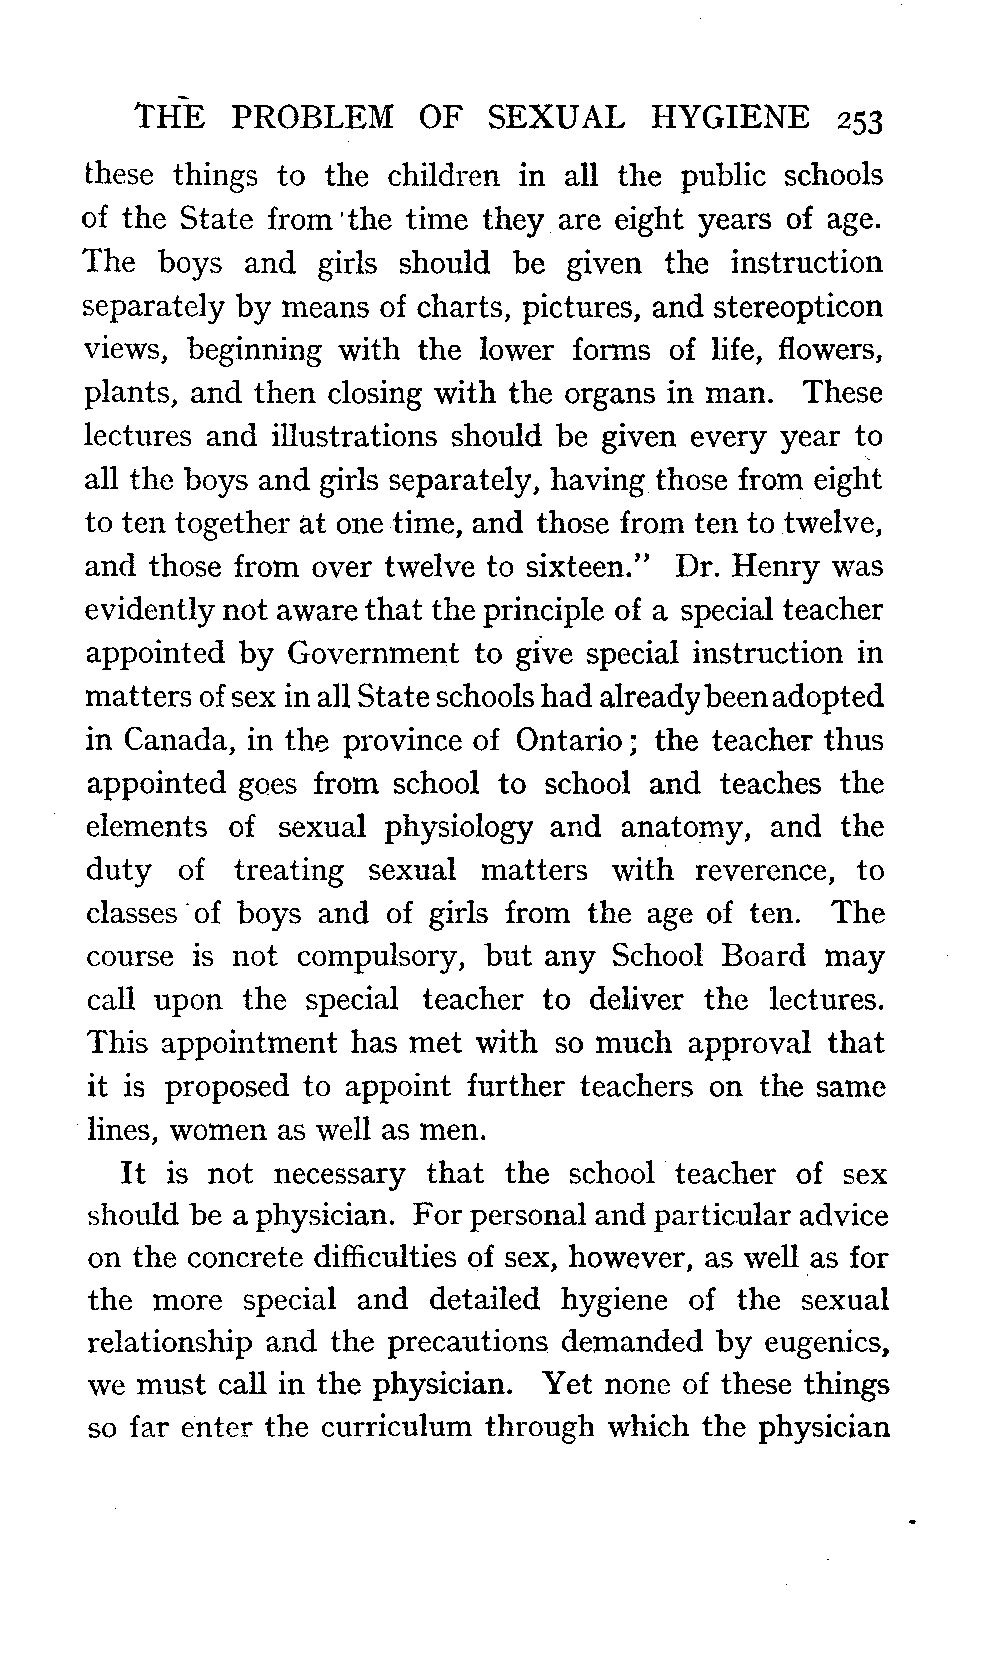 THE PROBLEM OF SEXUAL HYGIENE 253
these things to the children in all the public schools
of the State from the time they are eight years of age.
The boys and girls should be given the instruction
separately by means of charts, pictures, and stereopticon
views, beginning with the lower forms of life, flowers,
plants, and then closing with the organs in man. These
lectures and illustrations should be given every year to
all the boys and girls separately, having those from eight
to ten together at one time, and those from ten to twelve,
and those from over twelve to sixteen." Dr. Henry was
evidently not aware that the principle of a special teacher
appointed by Government to give special instruction in
matters of sex in all State schools had already been adopted
in Canada, in the province of Ontario; the teacher thus
appointed goes from school to school and teaches the
elements of sexual physiology and anatomy, and the
duty of treating sexual matters with reverence, to
classes of boys and of girls from the age of ten. The
course is not compulsory, but any School Board may
call upon the special teacher to deliver the lectures.
This appointment has met with so much approval that
it is proposed to appoint further teachers on the same
lines, women as well as men.
It is not necessary that the school teacher of sex
should be a physician. For personal and particular advice
on the concrete difficulties of sex, however, as well as for
the more special and detailed hygiene of the sexual
relationship and the precautions demanded by eugenics,
we must call in the physician. Yet none of these things
so far enter the curriculum through which the physician